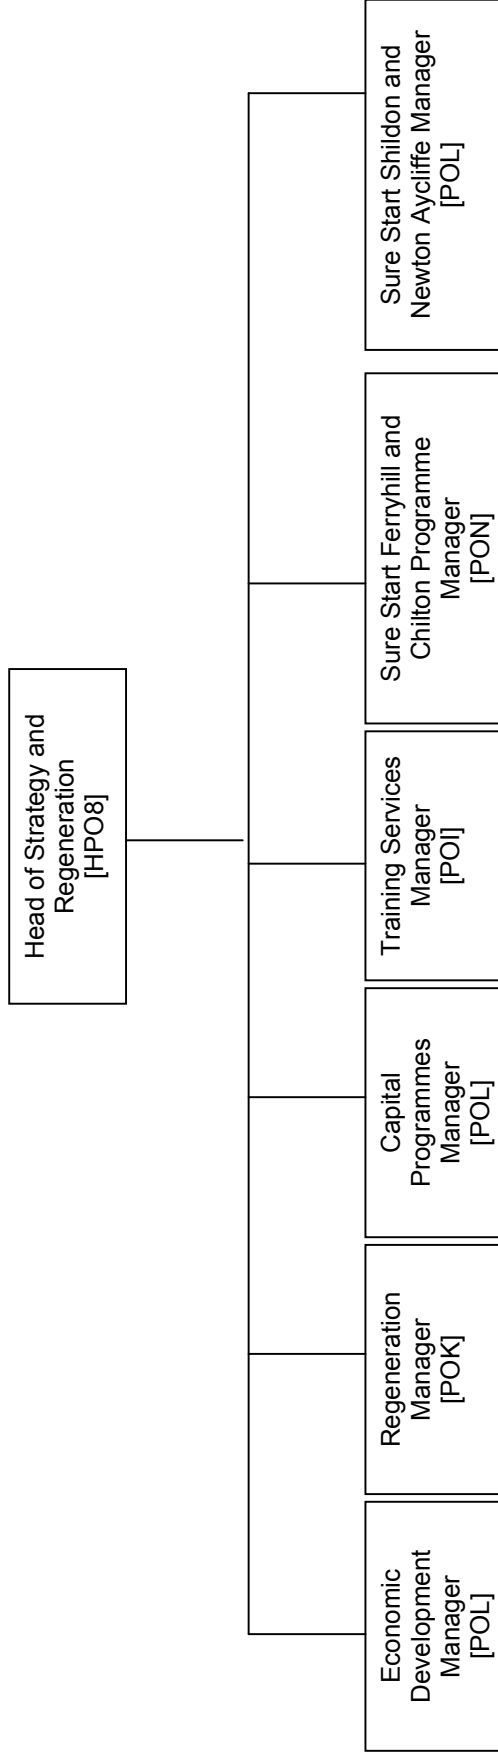 Head of Strategy and
Regeneration
[HPO8]
Economic
Development
Manager
[POL]
Regeneration
Manager
[POK]
Capital
Programmes
Manager
[POL]
Training Services
Manager
[POI]
Sure Start Ferryhill and
Chilton Programme
Manager
[PON]
Sure Start Shildon and
Newton Aycliffe Manager
[POL]